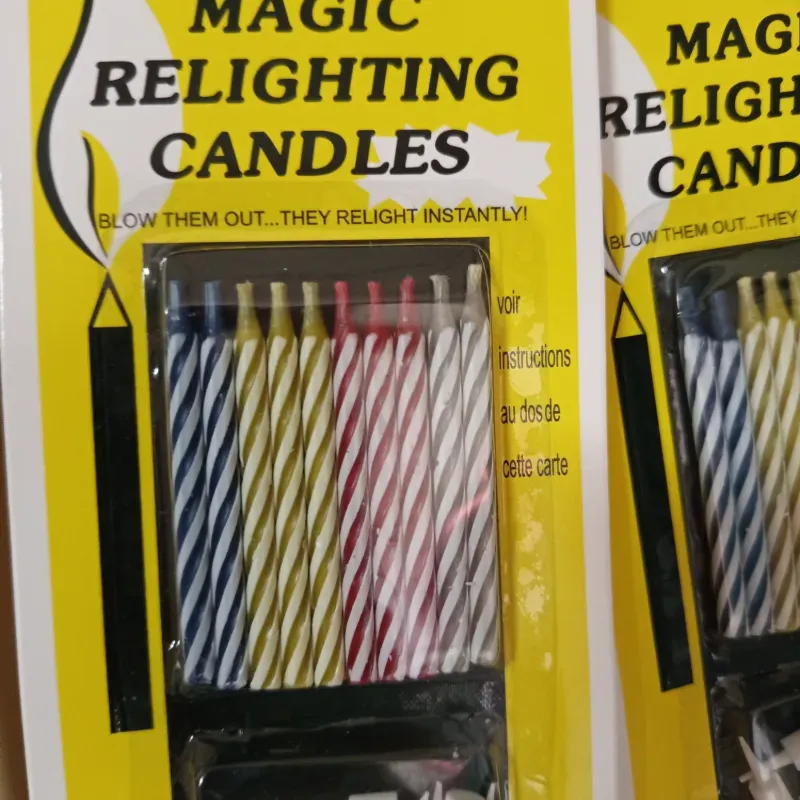 MAGIC
RELIGHTING
CANDLES
BLOW THEM OUT...THEY RELIGHT INSTANTLY!
voir
instructions
au dos de
cette carte
MAGI
RELIGH
CAND
BLOW THEM OUT...THEY